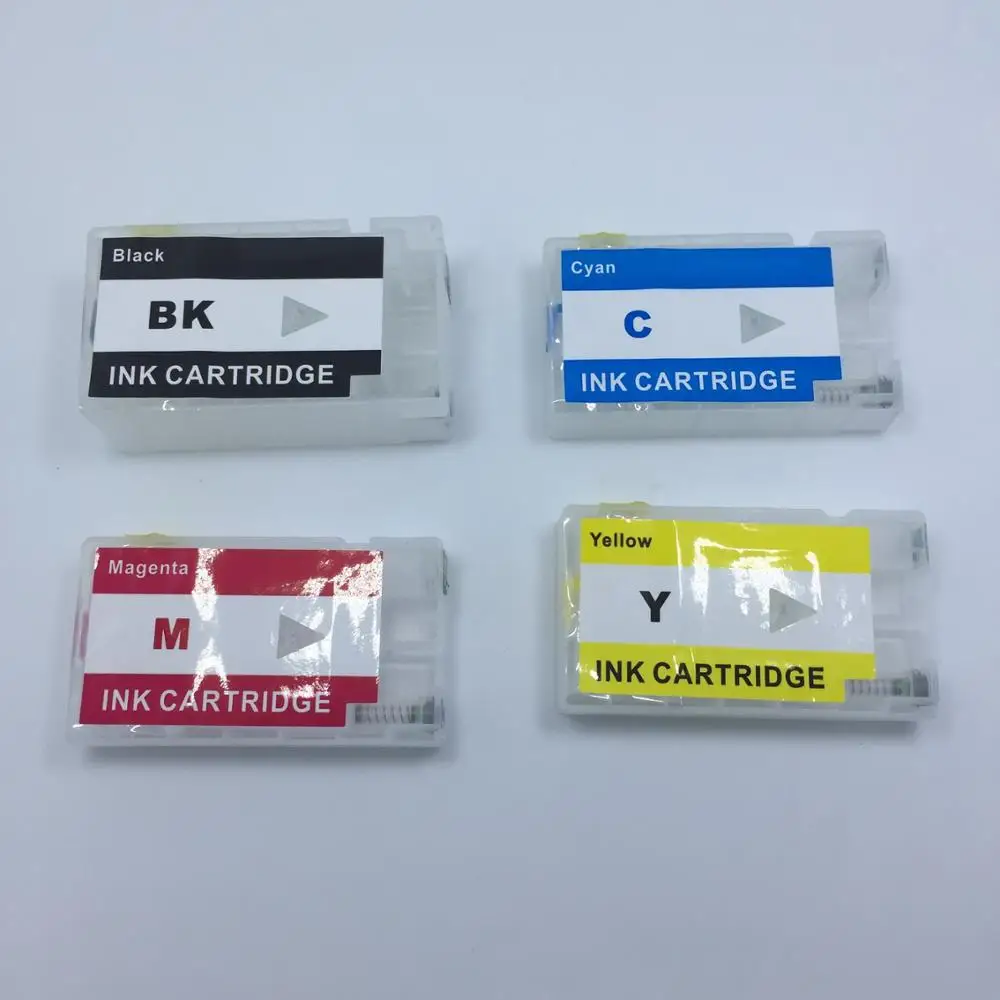 Black
BK
INK CARTRIDGE
Cyan
C
INK CARTRIDGE
Magenta
M
INK CARTRIDGE
Yellow
Y
INK CARTRIDGE